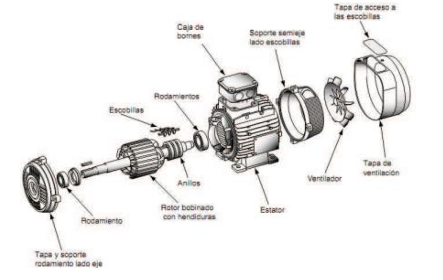 Tapa de acceso a
las escobillas
Caja de
bornes
Soporte semieje
lado escobillas
Rodamientos
Escobillas
Anillos
Ventilador
Tapa de
ventilación
Rodamiento
Rotor bobinado
con hendiduras
Estator
Tapa y soporte
rodamiento lado eje